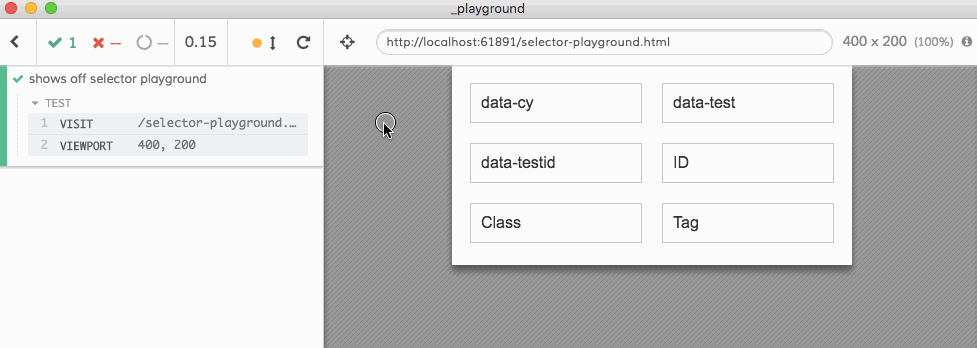 _playground
1 -- -- 0.15 http://localhost:61891/selector-playground.html 400 x 200 (100%)
shows off selector playground
TEST
1 VISIT /selector-playground.…
2 VIEWPORT 400, 200
data-cy data-test
data-testid ID
Class Tag